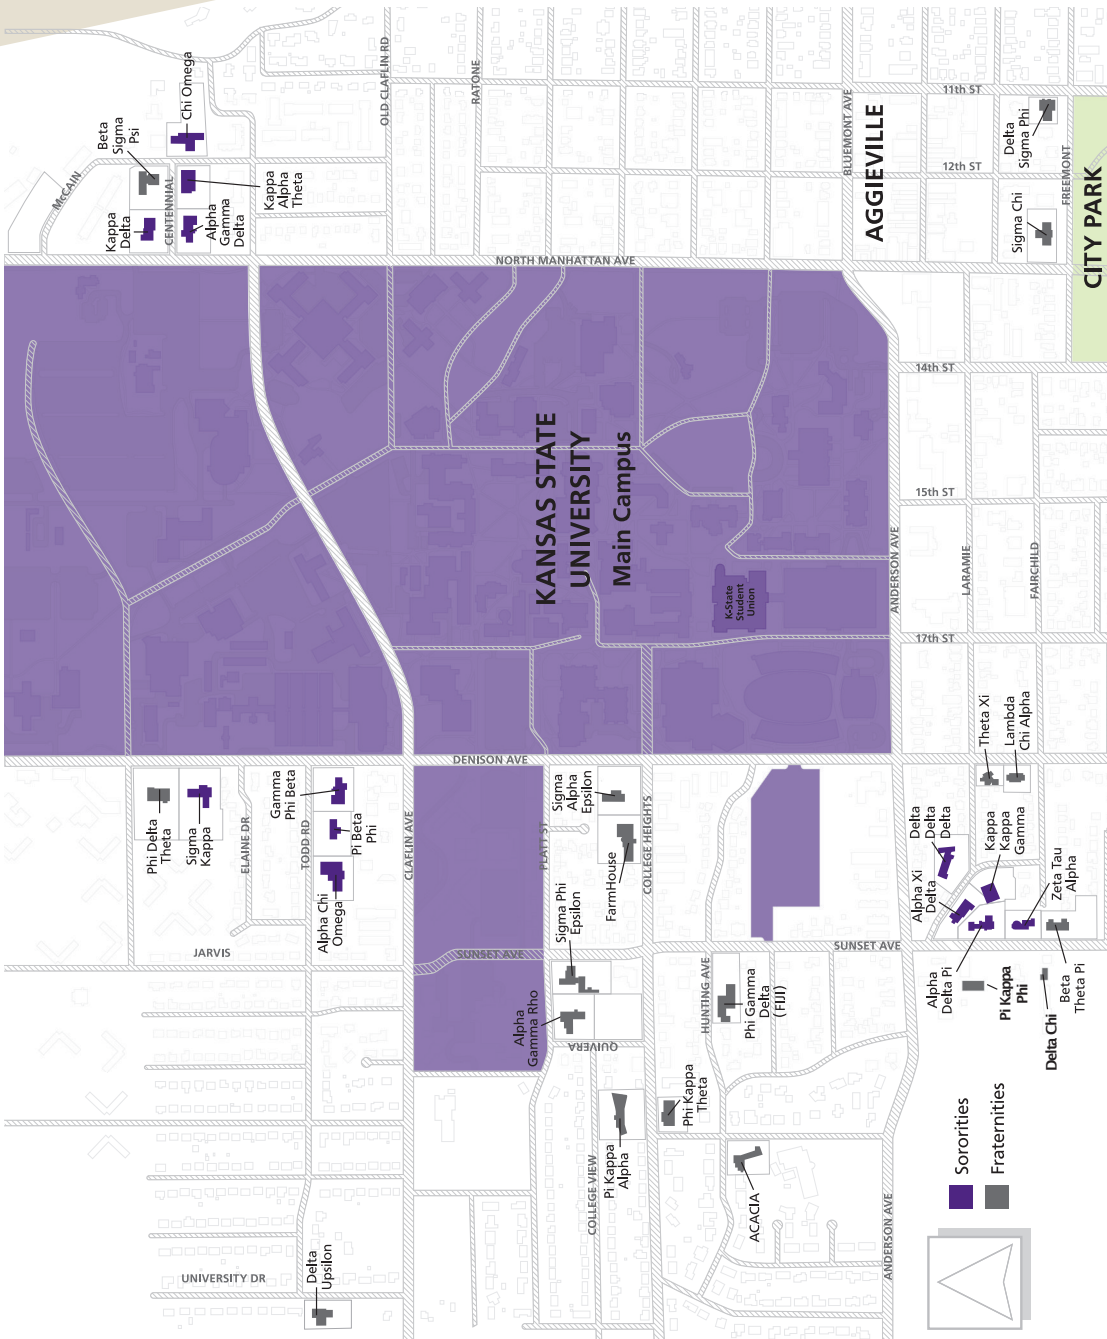 McCAIN
Beta
Sigma
Psi
Chi Omega
Kappa
Delta
CENTENNIAL
Alpha
Gamma
Delta
Kappa
Alpha
Theta
OLD CLAFLIN RD
RATONE
BLUEMONT AVE
AGGIEVILLE
11th ST
12th ST
Delta
Sigma Phi
Sigma Chi
FREEMONT
CITY PARK
NORTH MANHATTAN AVE
14th ST
15th ST
17th ST
KANSAS STATE
UNIVERSITY
Main Campus
K-State
Student
Union
ANDERSON AVE
LARAMIE
FAIRCHILD
DENISON AVE
Phi Delta
Theta
Sigma
Kappa
ELAINE DR
Gamma
Phi Beta
TODD RD
Pi Beta
Phi
Alpha Chi
Omega
CLAFLIN AVE
JARVIS
PLATT ST
Sigma
Alpha
Epsilon
FarmHouse
COLLEGE HEIGHTS
Sigma Phi
Epsilon
SUNSET AVE
Alpha
Gamma Rho
QUIVERA
HUNTING AVE
Phi Gamma
Delta
(FIJI)
SUNSET AVE
Theta Xi
Lambda
Chi Alpha
Delta
Delta
Delta
Kappa
Kappa
Gamma
Alpha Xi
Delta
Zeta Tau
Alpha
Alpha
Delta Pi
Pi Kappa
Phi
Delta Chi
Beta
Theta Pi
Phi Kappa
Theta
Pi Kappa
Alpha
COLLEGE VIEW
ACACIA
ANDERSON AVE
UNIVERSITY DR
Delta
Upsilon
Sororities
Fraternities